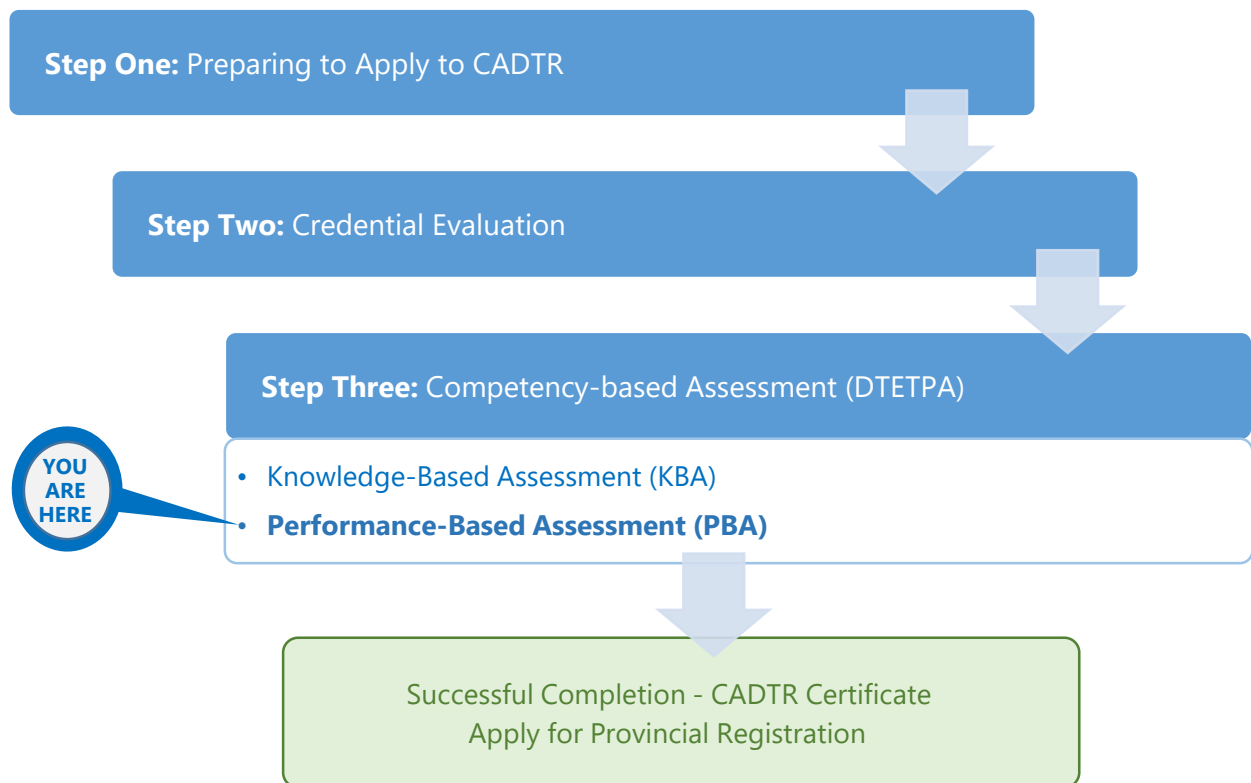 Step One: Preparing to Apply to CADTR
Step Two: Credential Evaluation
Step Three: Competency-based Assessment (DTETPA)
YOU
ARE
HERE
• Knowledge-Based Assessment (KBA)
• Performance-Based Assessment (PBA)
Successful Completion - CADTR Certificate
Apply for Provincial Registration